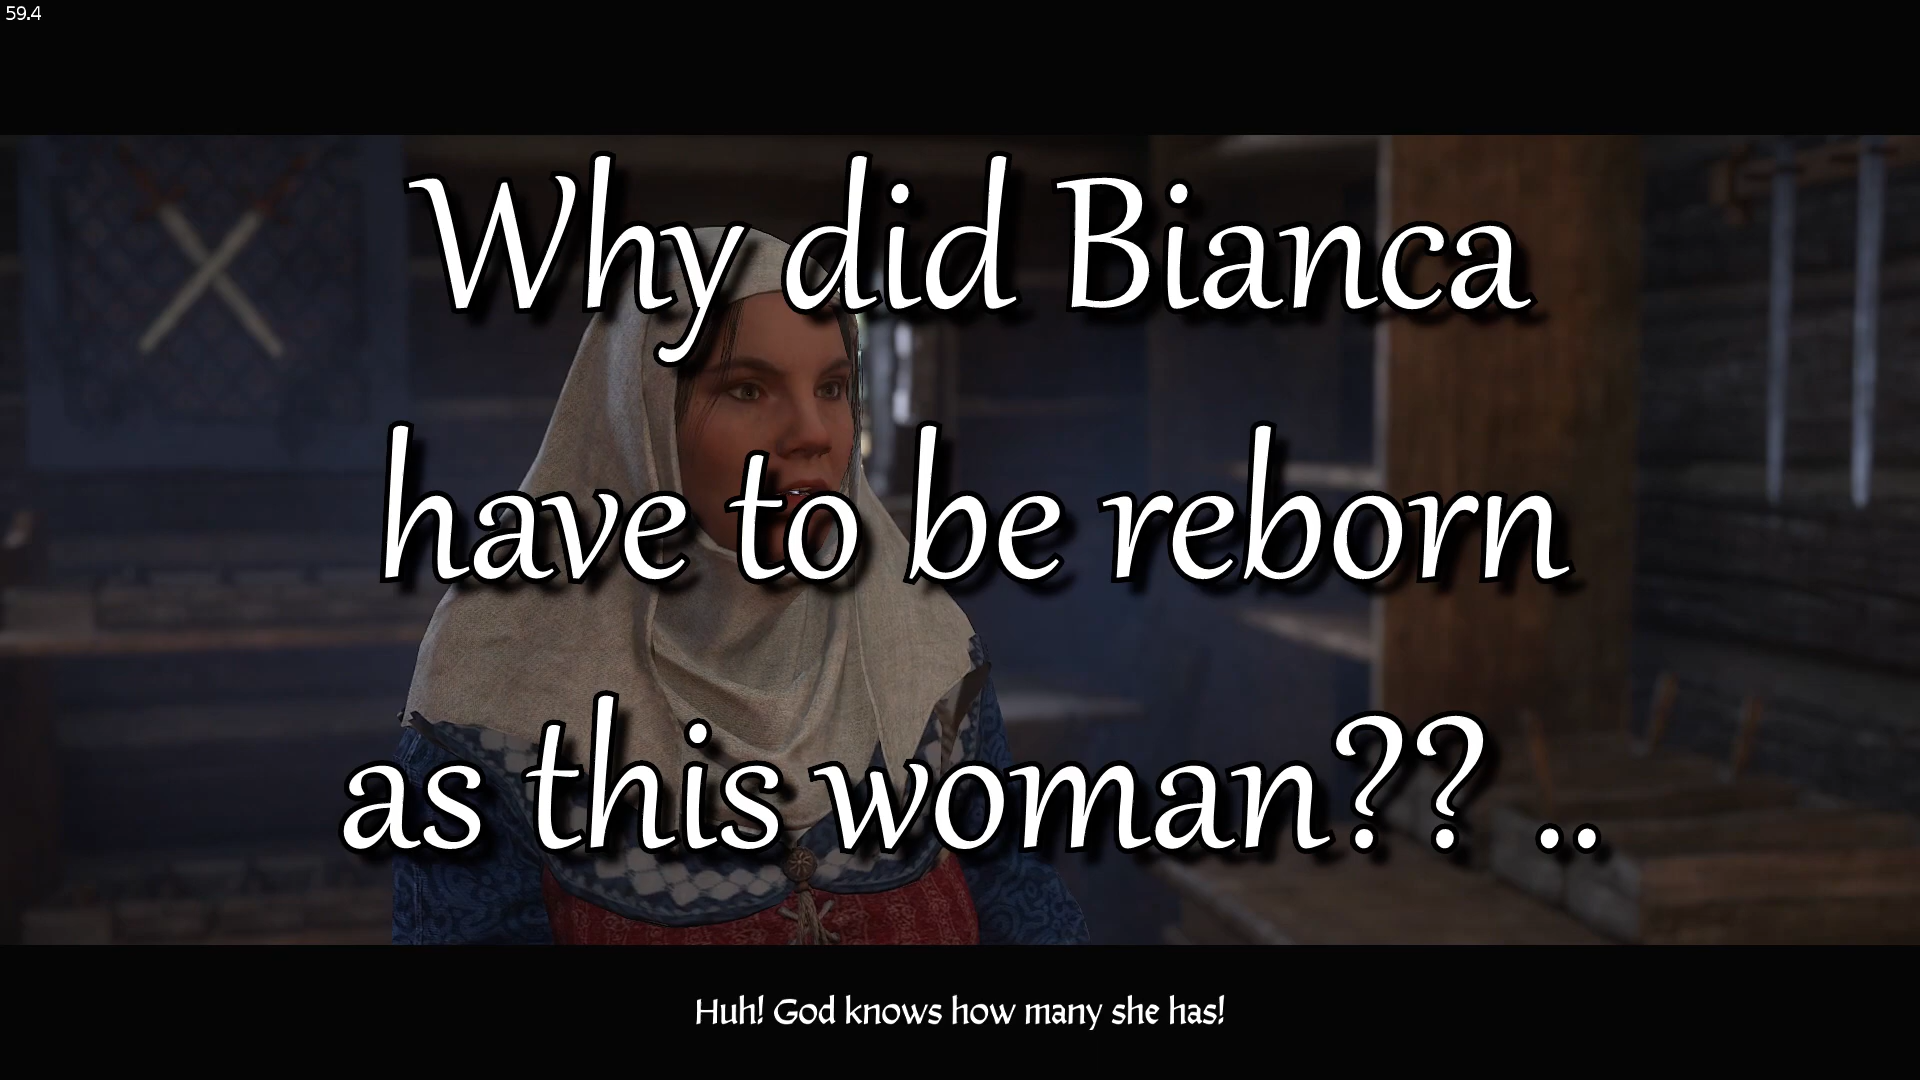 59.4
Why did Bianca
have to be reborn
as this woman?? ..
Huh! God knows how many she has!